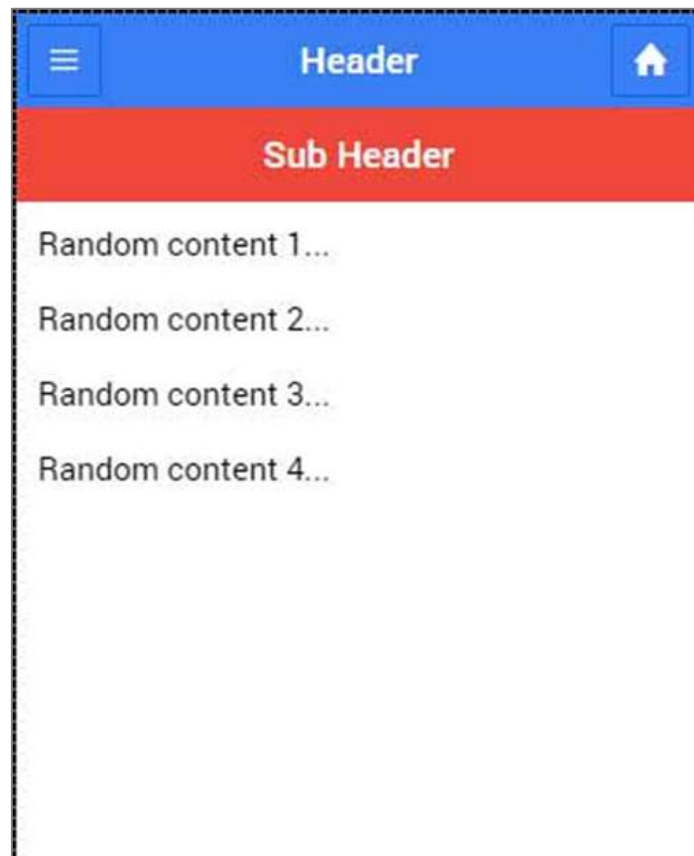 Header
Sub Header
Random content 1...
Random content 2...
Random content 3...
Random content 4...